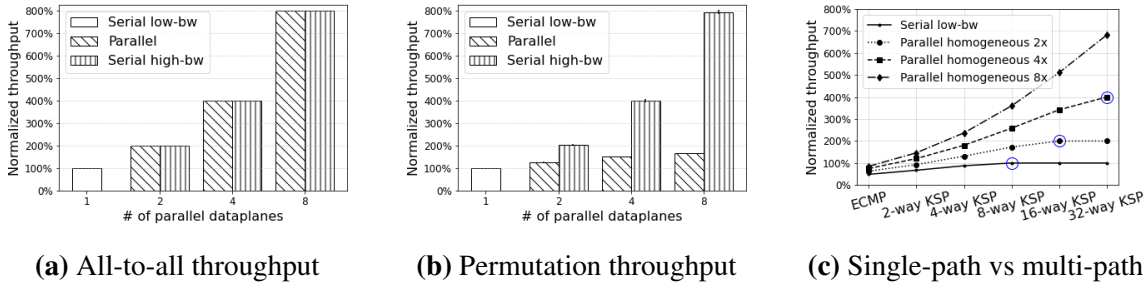 Normalized throughput
800%
700%
600%
500%
400%
300%
200%
100%
0%
Serial low-bw
Parallel
Serial high-bw
1
2
4
8
# of parallel dataplanes
(a) All-to-all throughput
Normalized throughput
800%
700%
600%
500%
400%
300%
200%
100%
0%
Serial low-bw
Parallel
Serial high-bw
1
2
4
8
# of parallel dataplanes
(b) Permutation throughput
Normalized throughput
800%
700%
600%
500%
400%
300%
200%
100%
0%
Serial low-bw
Parallel homogeneous 2x
Parallel homogeneous 4x
Parallel homogeneous 8x
ECMP
2-way KSP
4-way KSP
8-way KSP
16-way KSP
32-way KSP
(c) Single-path vs multi-path